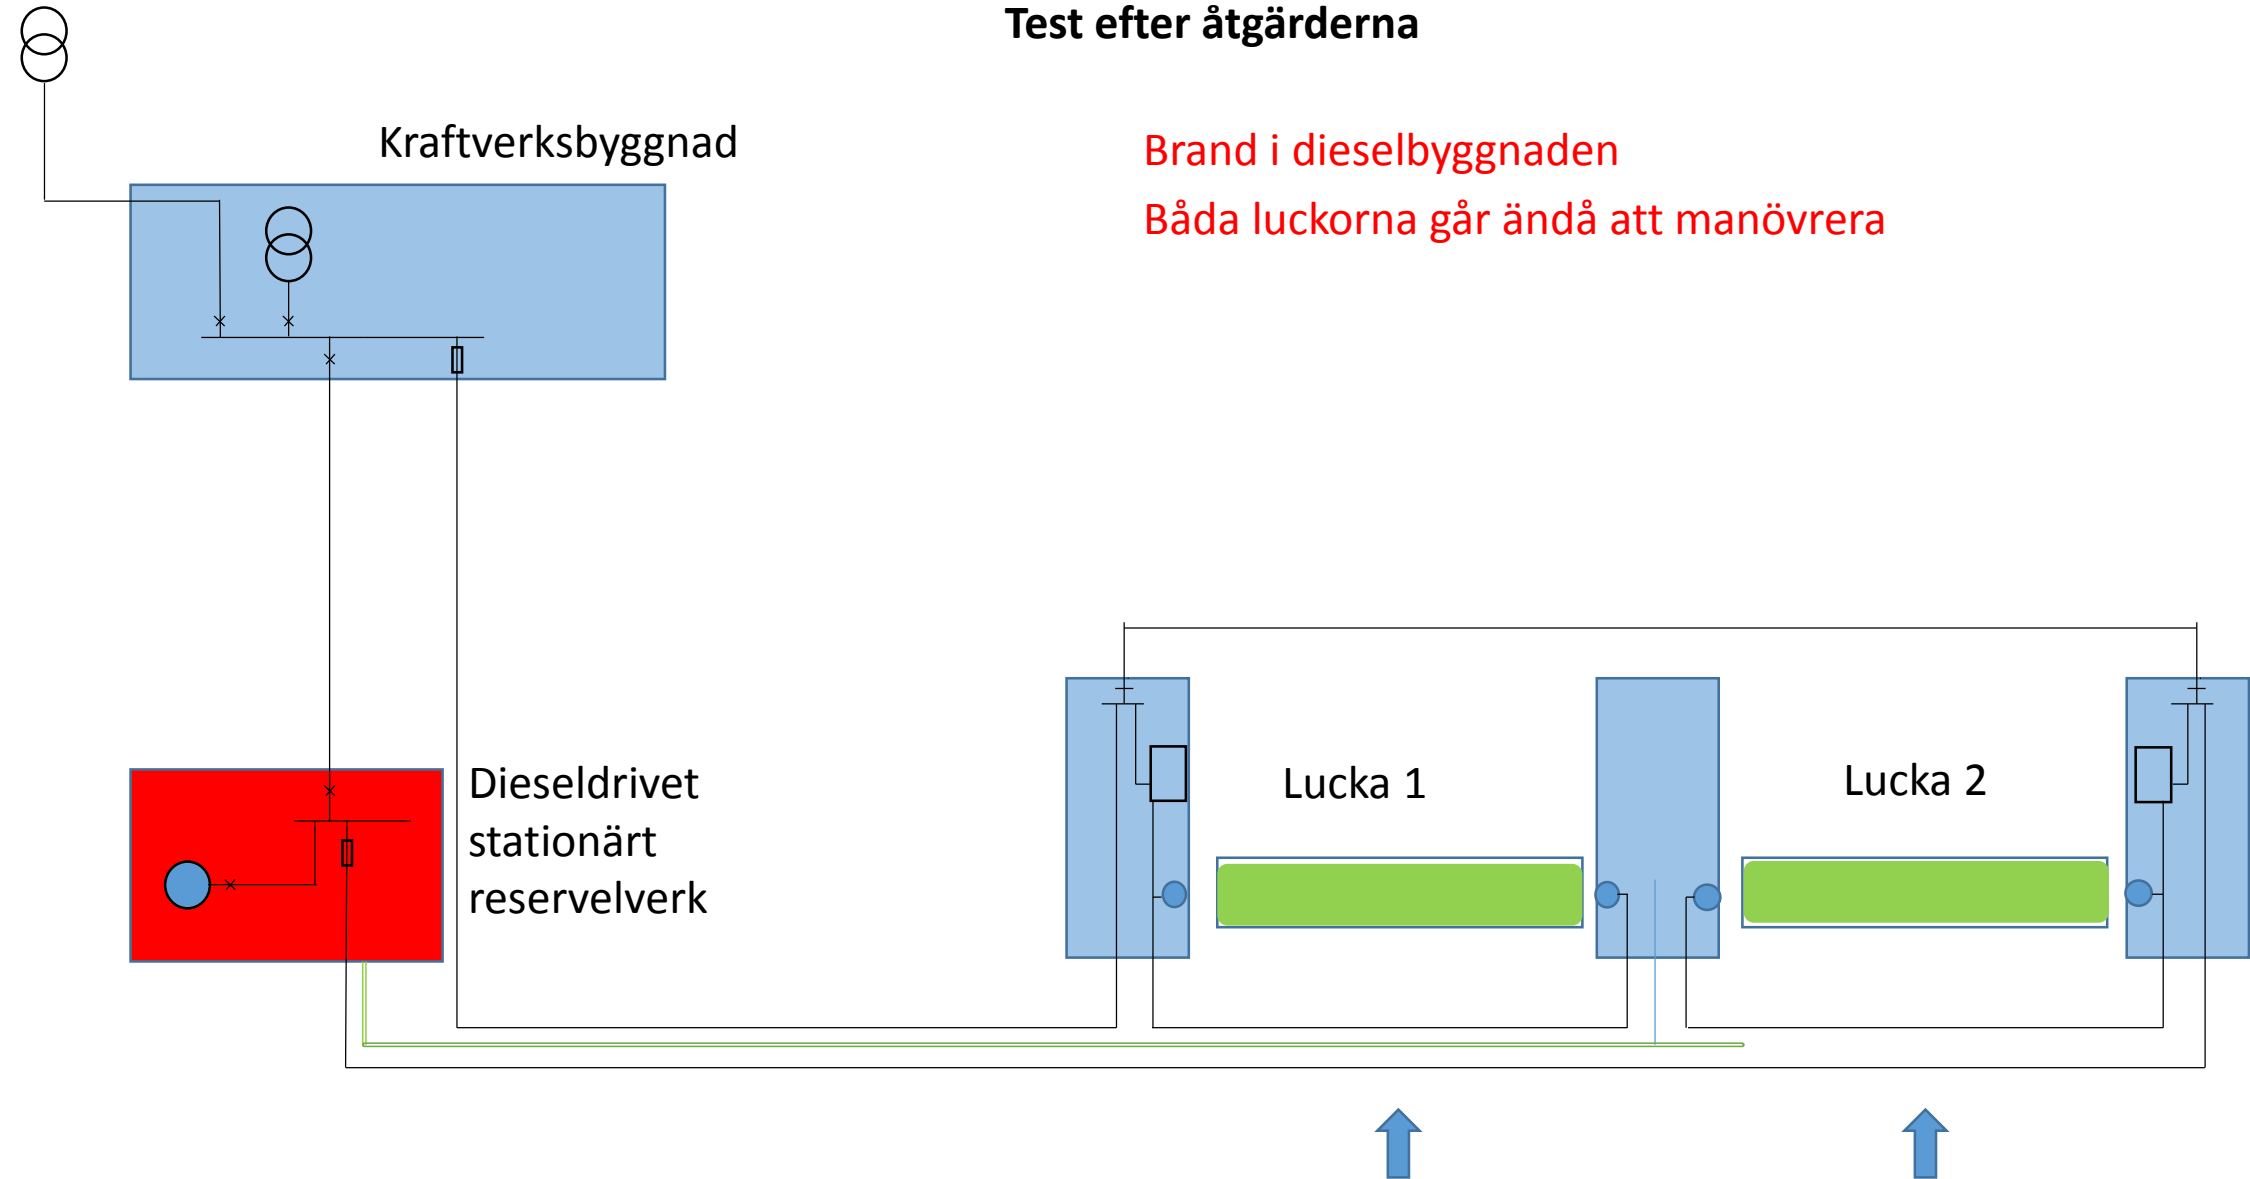 Test efter åtgärderna
Kraftverksbyggnad
Brand i dieselbyggnaden
Båda luckorna går ändå att manövrera
Dieseldrivet
stationärt
reservelverk
Lucka 1
Lucka 2